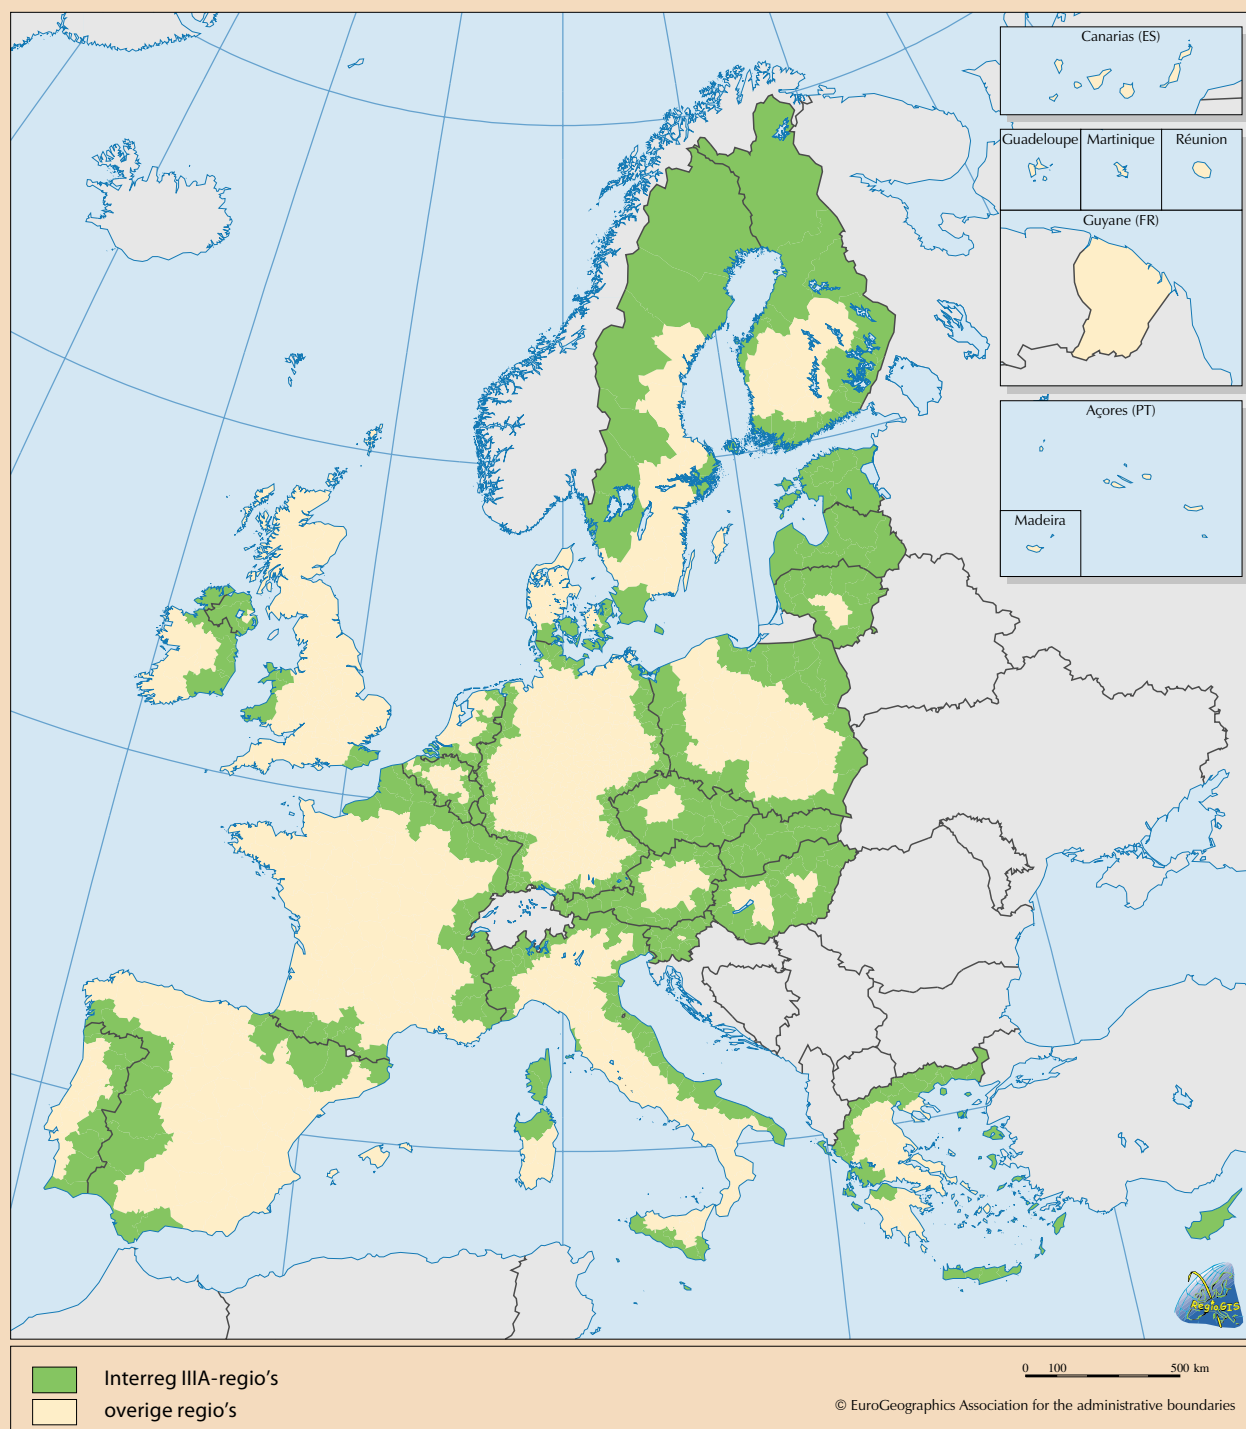 Canarias (ES)
Guadeloupe
Martinique
Réunion
Guyane (FR)
Açores (PT)
Madeira
RegioGIS
Interreg IIIA-regio's
overige regio's
0 100 500 km
© EuroGeographics Association for the administrative boundaries